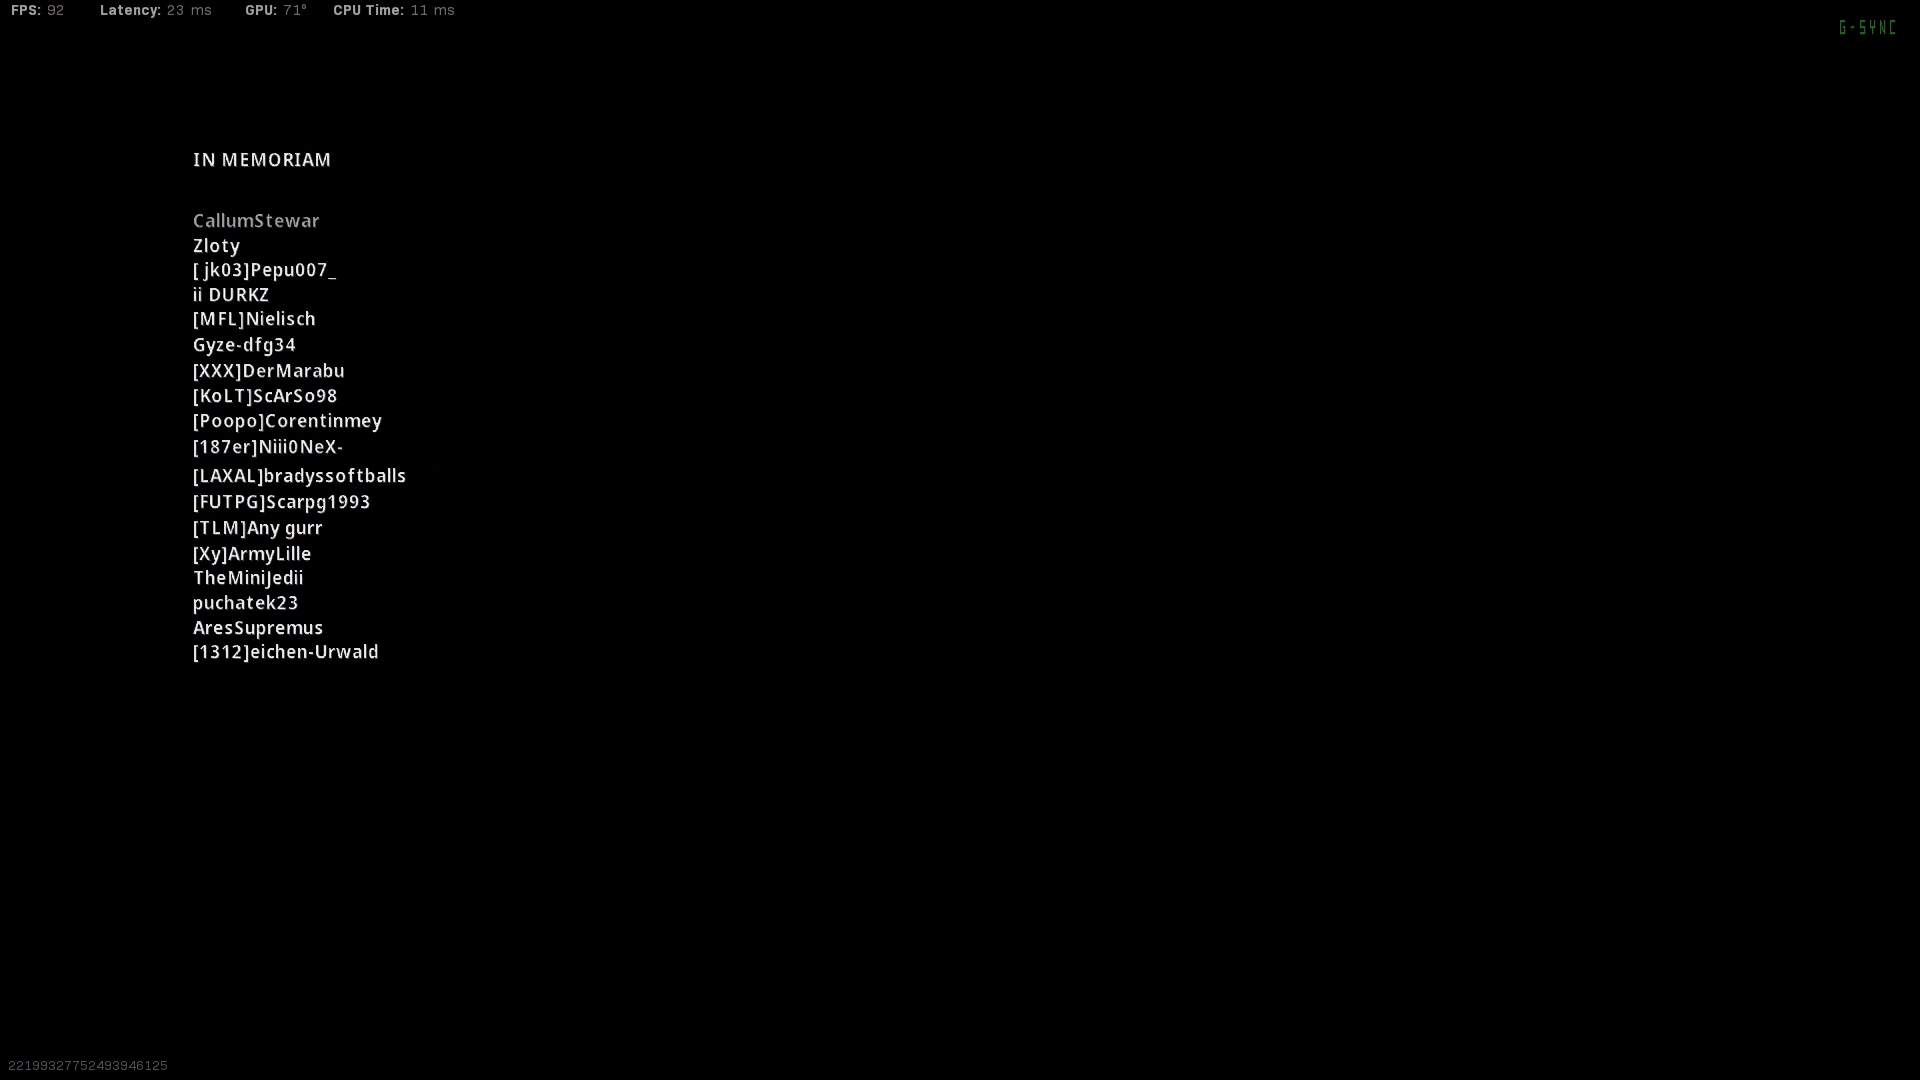 FPS: 92 Latency: 23 ms GPU: 71° CPU Time: 11 ms
G-SYNC
IN MEMORIAM
CallumStewar
Zloty
[ jk03]Pepu007_
ii DURKZ
[MFL]Nielisch
Gyze-dfg34
[XXX]DerMarabu
[KoLT]ScArSo98
[Poopo]Corentinmey
[187er]Niii0NeX-
[LAXAL]bradyssoftballs
[FUTPG]Scarpg1993
[TLM]Any gurr
[Xy]ArmyLille
TheMiniJedii
puchatek23
AresSupremus
[1312]eichen-Urwald
22199327752493946125